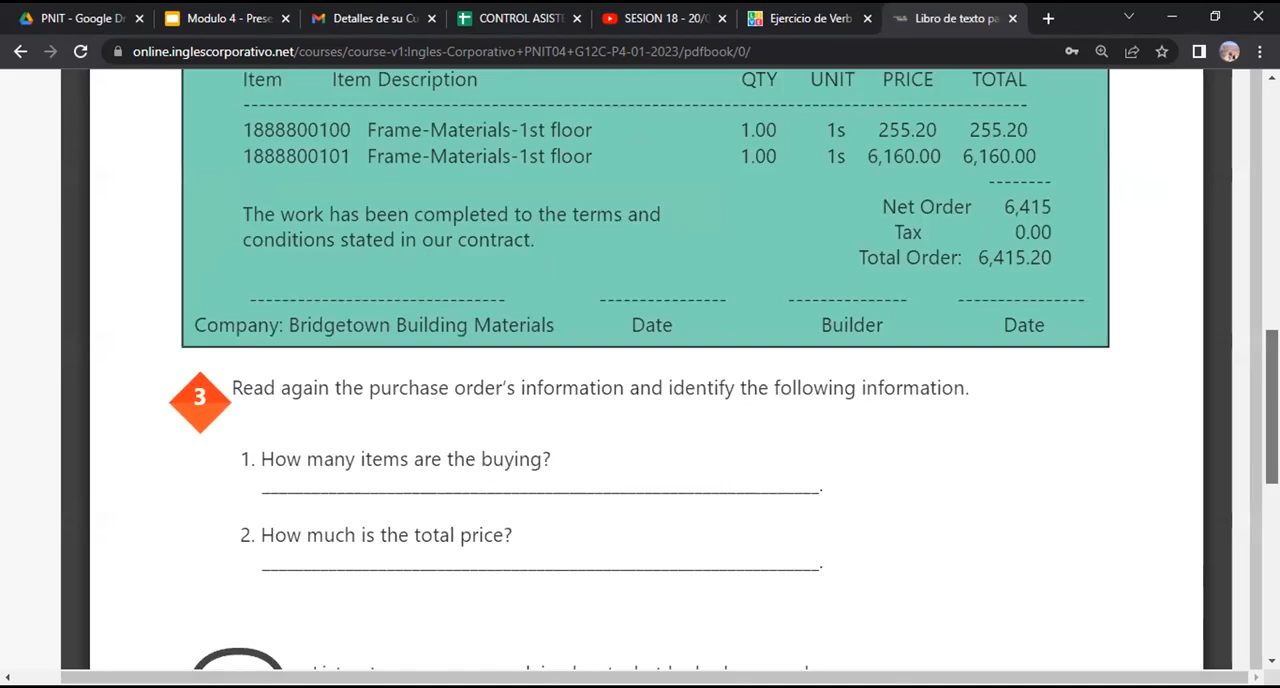 PNIT - Google Dr
Modulo 4 - Prese
Detalles de su Cu
CONTROL ASIST
SESION 18 - 20/0
Ejercicio de Verb
Libro de texto pa
online.inglescorporativo.net/courses/course-v1:Ingles-Corporativo+PNIT04+G12C-P4-01-2023/pdfbook/0/
Item Item Description QTY UNIT PRICE TOTAL
1888800100 Frame-Materials-1st floor 1.00 1s 255.20 255.20
1888800101 Frame-Materials-1st floor 1.00 1s 6,160.00 6,160.00
The work has been completed to the terms and
conditions stated in our contract.
Net Order 6,415
Tax 0.00
Total Order: 6,415.20
Company: Bridgetown Building Materials Date Builder Date
3 Read again the purchase order's information and identify the following information.
1. How many items are the buying?
2. How much is the total price?